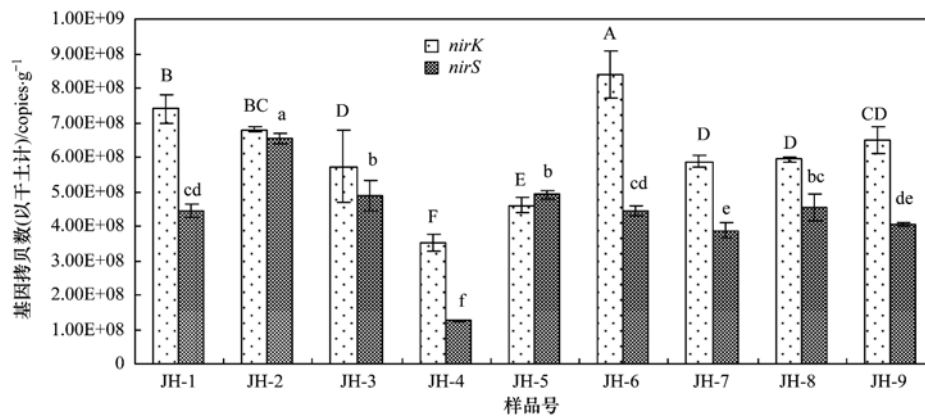 基因拷贝数(以干土计)/copies·g⁻¹
1.00E+09
9.00E+08
8.00E+08
7.00E+08
6.00E+08
5.00E+08
4.00E+08
3.00E+08
2.00E+08
1.00E+08
0
nirK
nirS
B
cd
BC
a
D
b
F
f
E
b
A
cd
D
e
D
bc
CD
de
JH-1 JH-2 JH-3 JH-4 JH-5 JH-6 JH-7 JH-8 JH-9
样品号